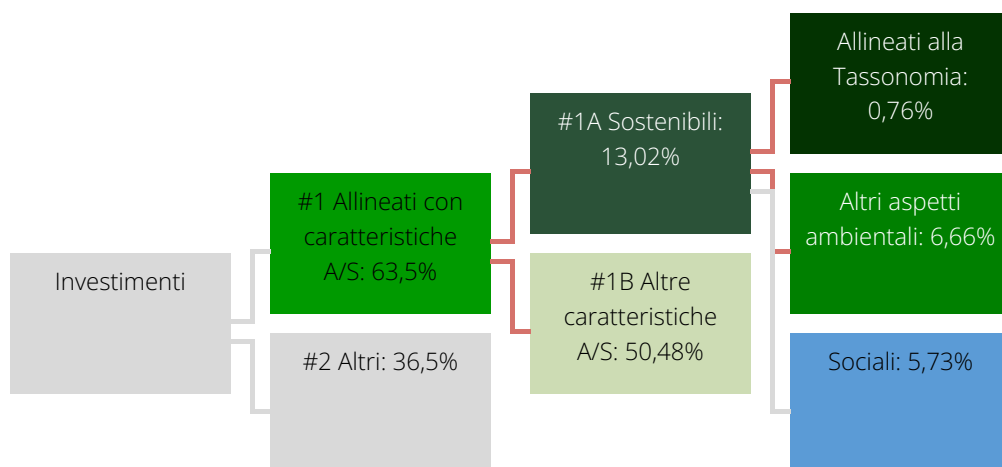 Investimenti
#1 Allineati con
caratteristiche
A/S: 63,5%
#2 Altri: 36,5%
#1A Sostenibili:
13,02%
#1B Altre
caratteristiche
A/S: 50,48%
Allineati alla
Tassonomia:
0,76%
Altri aspetti
ambientali: 6,66%
Sociali: 5,73%